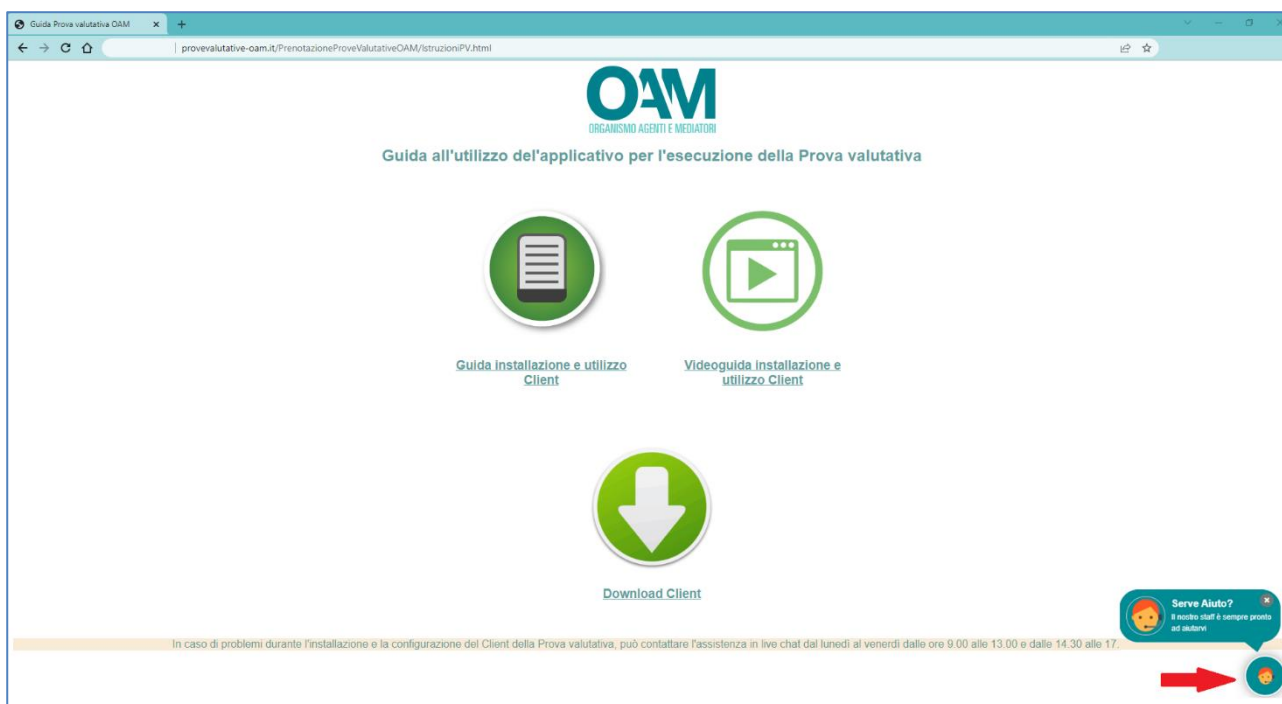 Guida Prova valutativa OAM
provevalutative-oam.it/PrenotazioneProveValutativeOAM/IstruzioniPV.html
OAM
ORGANISMO AGENTI E MEDIATORI
Guida all'utilizzo del'applicativo per l'esecuzione della Prova valutativa
Guida installazione e utilizzo
Client
Videoguida installazione e
utilizzo Client
Download Client
Serve Aiuto?
Il nostro staff è sempre pronto
ad aiutarvi
In caso di problemi durante l'installazione e la configurazione del Client della Prova valutativa, può contattare l'assistenza in live chat dal lunedì al venerdì dalle ore 9.00 alle 13.00 e dalle 14.30 alle 17.